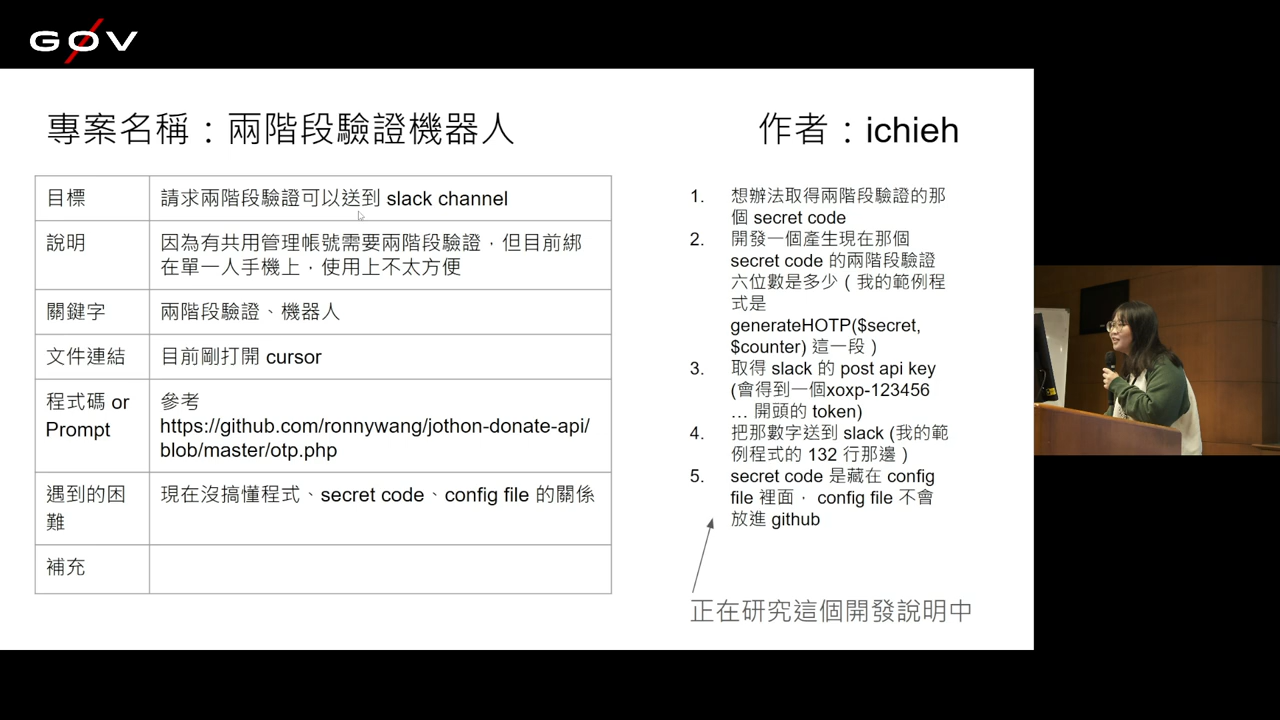 GØV
專案名稱：兩階段驗證機器人
作者：ichieh
目標
請求兩階段驗證可以送到 slack channel
說明
因為有共用管理帳號需要兩階段驗證，但目前綁
在單一人手機上，使用上不太方便
關鍵字
兩階段驗證、機器人
文件連結
目前剛打開 cursor
程式碼 or
Prompt
參考
https://github.com/ronnywang/jothon-donate-api/
blob/master/otp.php
遇到的困
難
現在沒搞懂程式、secret code、config file 的關係
補充
1. 想辦法取得兩階段驗證的那
個 secret code
2. 開發一個產生現在那個
secret code 的兩階段驗證
六位數是多少（我的範例程
式是
generateHOTP($secret,
$counter) 這一段）
3. 取得 slack 的 post api key
(會得到一個xoxp-123456
… 開頭的 token)
4. 把那數字送到 slack (我的範
例程式的 132 行那邊）
5. secret code 是藏在 config
file 裡面， config file 不會
放進 github
正在研究這個開發說明中